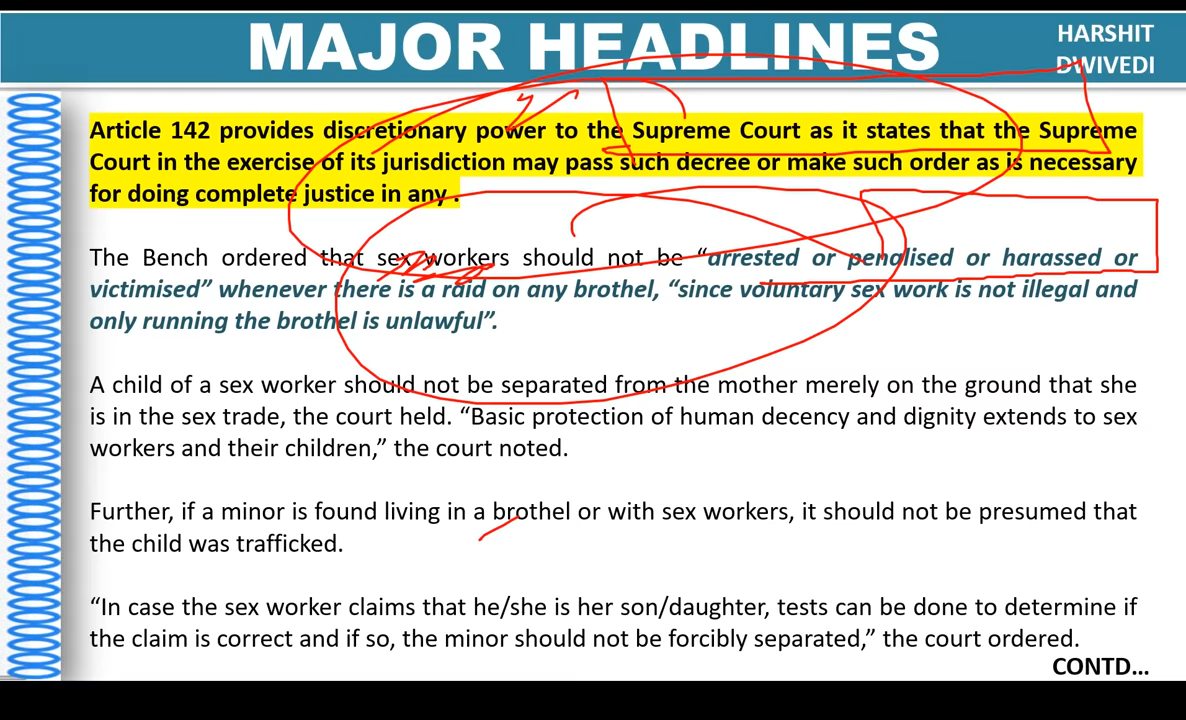 MAJOR HEADLINES
HARSHIT
DWIVEDI
Article 142 provides discretionary power to the Supreme Court as it states that the Supreme
Court in the exercise of its jurisdiction may pass such decree or make such order as is necessary
for doing complete justice in any .
The Bench ordered that sex workers should not be “arrested or penalised or harassed or
victimised” whenever there is a raid on any brothel, “since voluntary sex work is not illegal and
only running the brothel is unlawful”.
A child of a sex worker should not be separated from the mother merely on the ground that she
is in the sex trade, the court held. “Basic protection of human decency and dignity extends to sex
workers and their children,” the court noted.
Further, if a minor is found living in a brothel or with sex workers, it should not be presumed that
the child was trafficked.
“In case the sex worker claims that he/she is her son/daughter, tests can be done to determine if
the claim is correct and if so, the minor should not be forcibly separated,” the court ordered.
CONTD...